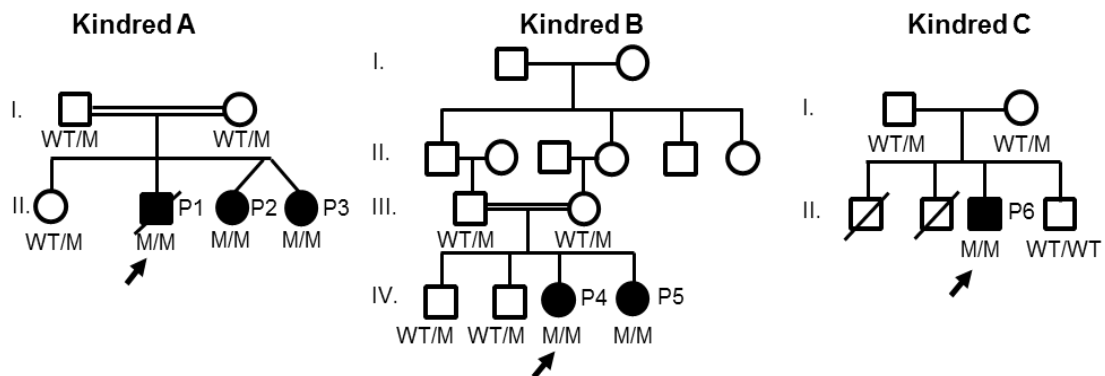 Kindred A
I.
WT/M WT/M
II.
P1 P2 P3
WT/M M/M M/M M/M
Kindred B
I.
II.
III.
WT/M WT/M
IV.
P4 P5
WT/M WT/M M/M M/M
Kindred C
I.
WT/M WT/M
II.
P6
M/M WT/WT